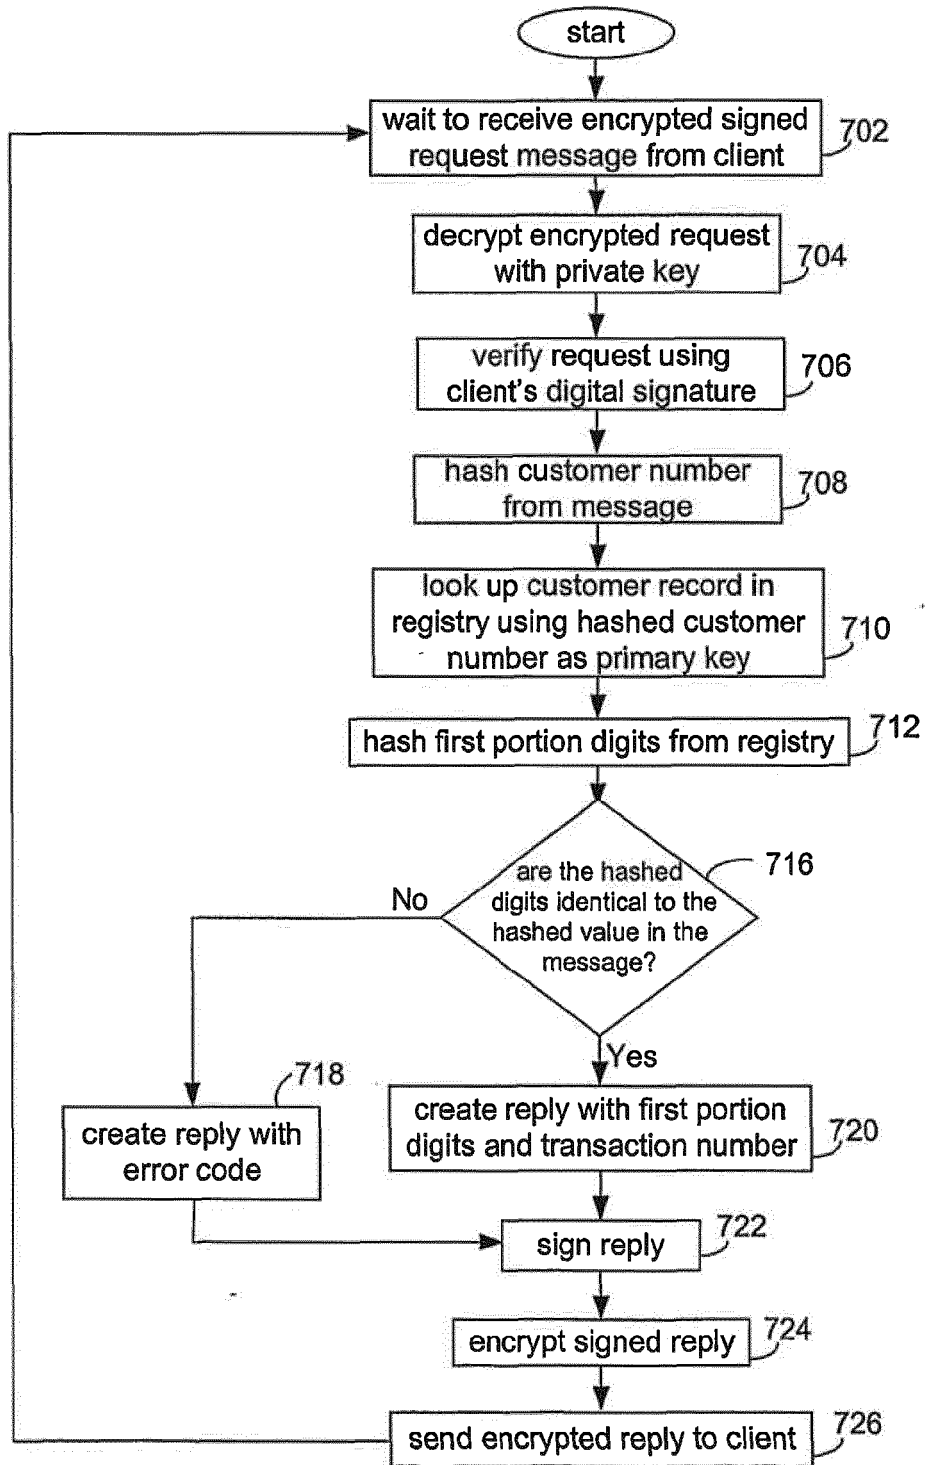 start
wait to receive encrypted signed
request message from client
702
decrypt encrypted request
with private key
704
verify request using
client's digital signature
706
hash customer number
from message
708
look up customer record in
registry using hashed customer
number as primary key
710
hash first portion digits from registry
712
are the hashed
digits identical to the
hashed value in the
message?
716
No
Yes
718
create reply with
error code
create reply with first portion
digits and transaction number
720
sign reply
722
encrypt signed reply
724
send encrypted reply to client
726